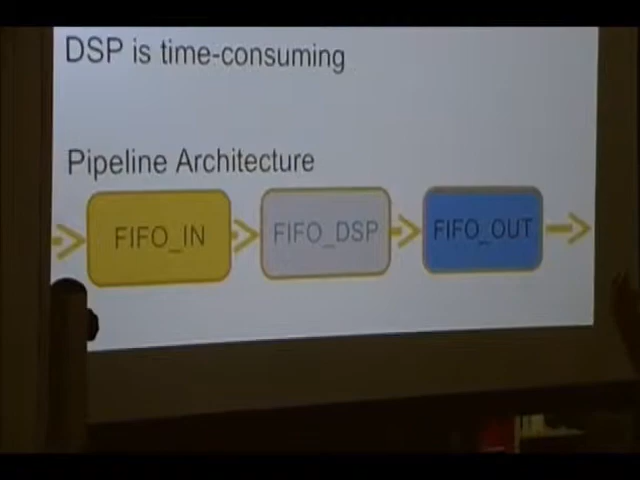 DSP is time-consuming
Pipeline Architecture
FIFO_IN
FIFO_DSP
FIFO_OUT